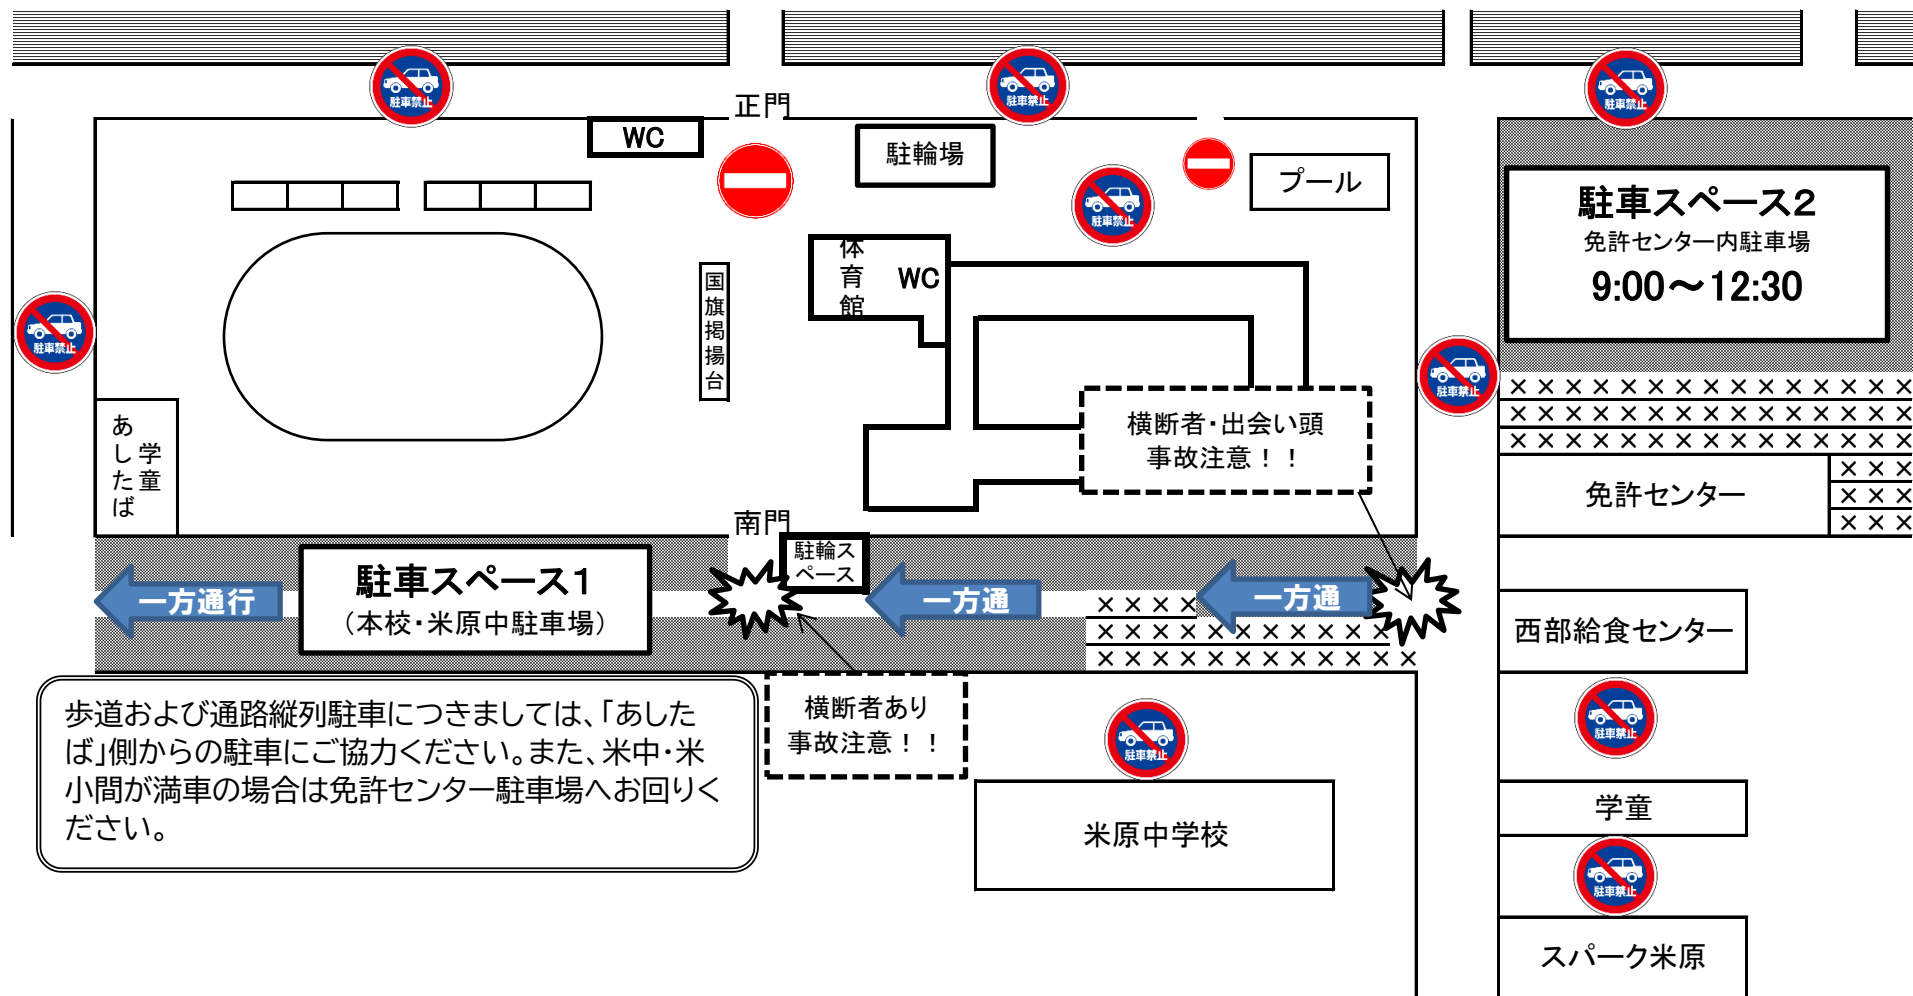 駐車禁止
駐車禁止
駐車禁止
正門
WC
駐輪場
プール
駐車禁止
駐車スペース2
免許センター内駐車場
9:00～12:30
体育館
WC
国旗掲揚台
駐車禁止
駐車禁止
横断者・出会い頭
事故注意！！
学童
あしたば
免許センター
南門
駐輪ス
ペース
駐車スペース1
（本校・米原中駐車場）
一方通行
一方通
一方通
西部給食センター
歩道および通路縦列駐車につきましては、「あした
ば」側からの駐車にご協力ください。また、米中・米
小間が満車の場合は免許センター駐車場へお回りく
ださい。
横断者あり
事故注意！！
駐車禁止
駐車禁止
米原中学校
学童
駐車禁止
スパーク米原